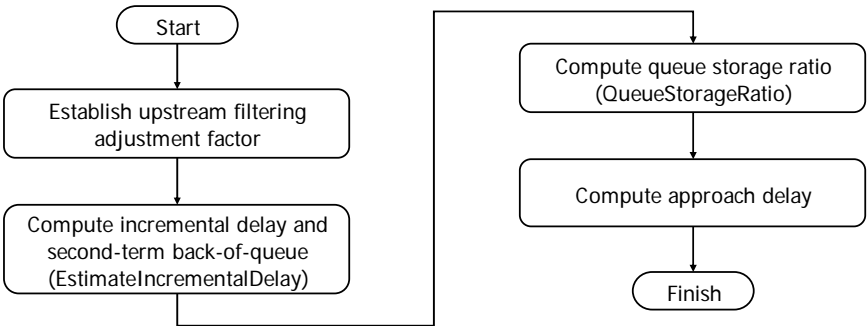 Start
Establish upstream filtering
adjustment factor
Compute incremental delay and
second-term back-of-queue
(EstimateIncrementalDelay)
Compute queue storage ratio
(QueueStorageRatio)
Compute approach delay
Finish